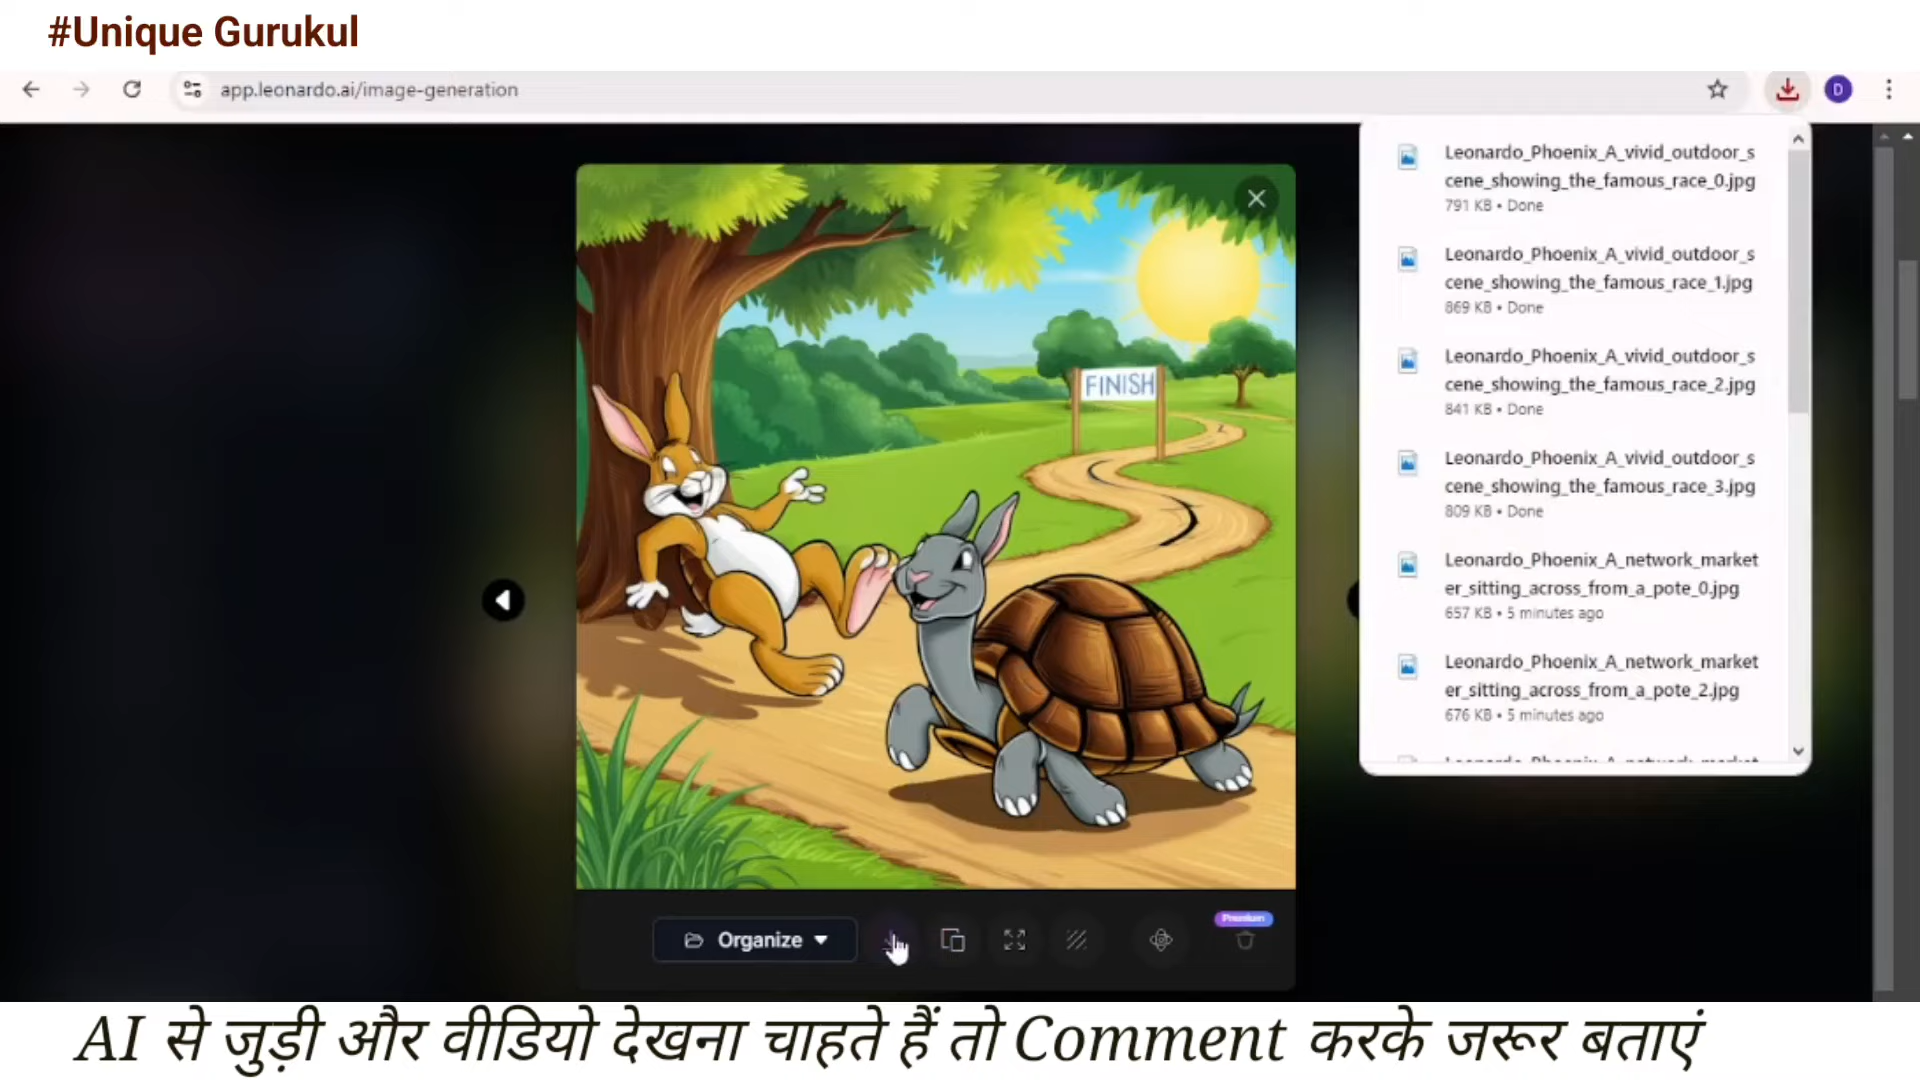 #Unique Gurukul
app.leonardo.ai/image-generation
D
Leonardo_Phoenix_A_vivid_outdoor_s
cene_showing_the_famous_race_0.jpg
791 KB • Done
Leonardo_Phoenix_A_vivid_outdoor_s
cene_showing_the_famous_race_1.jpg
869 KB • Done
Leonardo_Phoenix_A_vivid_outdoor_s
cene_showing_the_famous_race_2.jpg
841 KB • Done
Leonardo_Phoenix_A_vivid_outdoor_s
cene_showing_the_famous_race_3.jpg
809 KB • Done
Leonardo_Phoenix_A_network_market
er_sitting_across_from_a_pote_0.jpg
657 KB • 5 minutes ago
Leonardo_Phoenix_A_network_market
er_sitting_across_from_a_pote_2.jpg
676 KB • 5 minutes ago
FINISH
Premium
Organize
AI से जुड़ी और वीडियो देखना चाहते हैं तो Comment करके जरूर बताएं